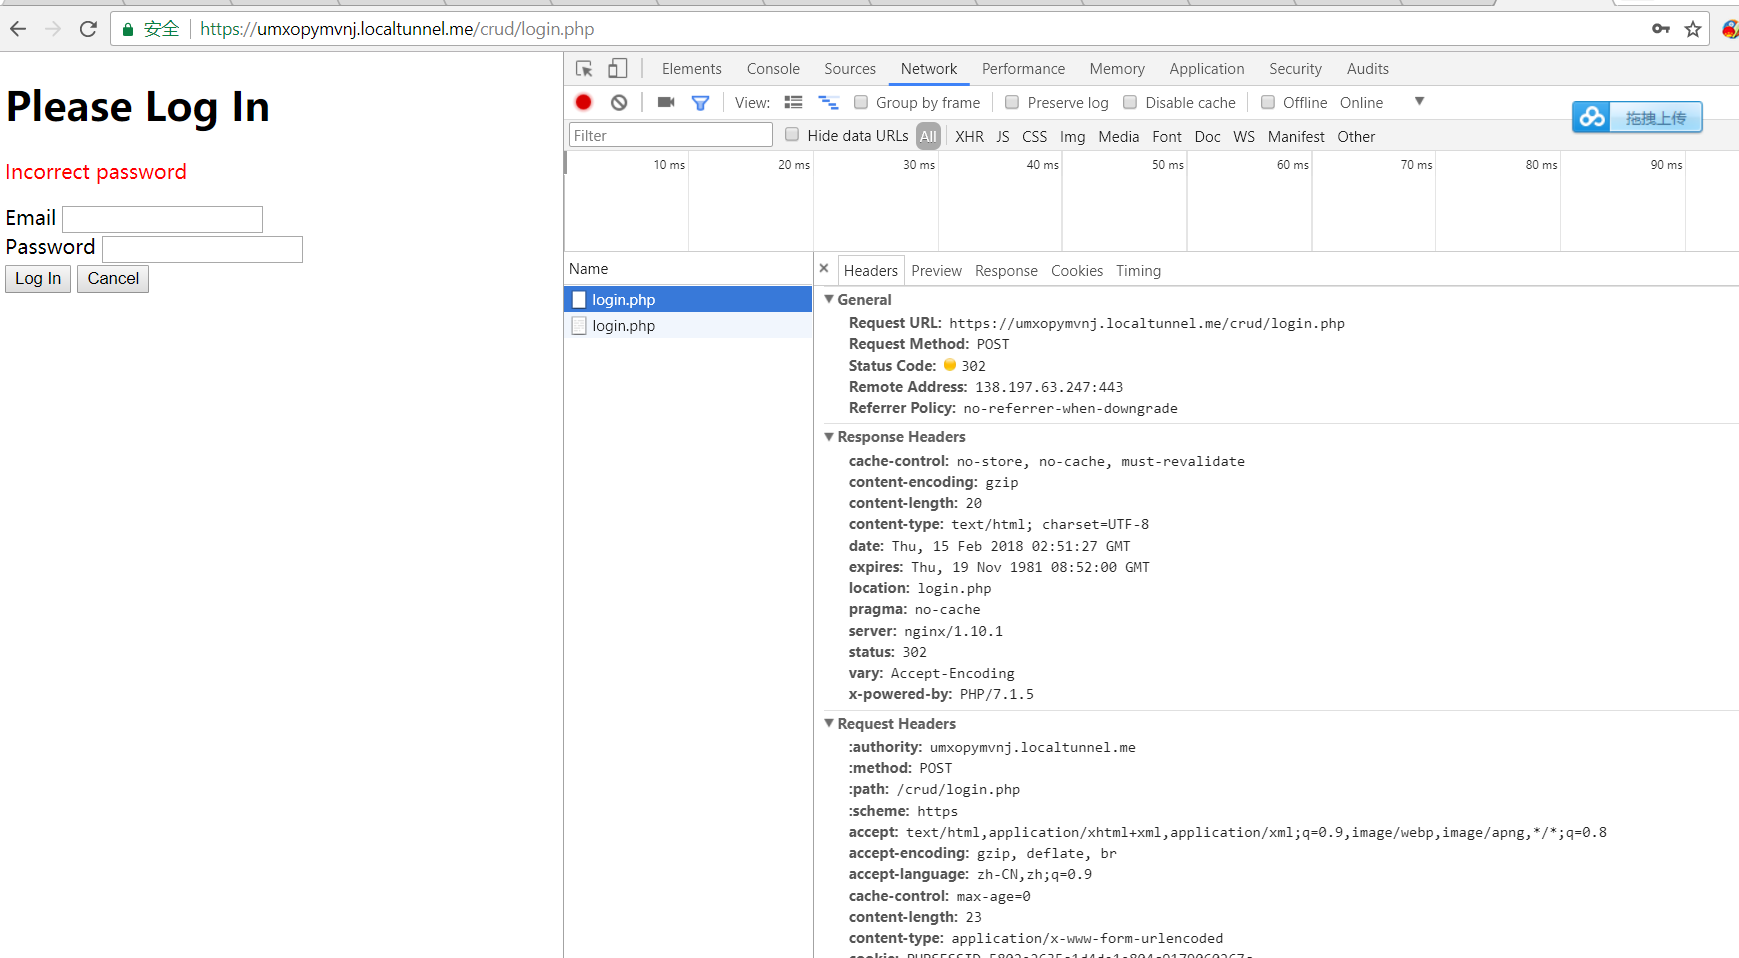 安全 https://umxopymvnj.localtunnel.me/crud/login.php
Please Log In
Incorrect password
Email
Password
Log In Cancel
Elements Console Sources Network Performance Memory Application Security Audits
View: Group by frame Preserve log Disable cache Offline Online
拖拽上传
Filter Hide data URLs All XHR JS CSS Img Media Font Doc WS Manifest Other
10 ms 20 ms 30 ms 40 ms 50 ms 60 ms 70 ms 80 ms 90 ms
Name
login.php
login.php
Headers Preview Response Cookies Timing
General
Request URL: https://umxopymvnj.localtunnel.me/crud/login.php
Request Method: POST
Status Code: 302
Remote Address: 138.197.63.247:443
Referrer Policy: no-referrer-when-downgrade
Response Headers
cache-control: no-store, no-cache, must-revalidate
content-encoding: gzip
content-length: 20
content-type: text/html; charset=UTF-8
date: Thu, 15 Feb 2018 02:51:27 GMT
expires: Thu, 19 Nov 1981 08:52:00 GMT
location: login.php
pragma: no-cache
server: nginx/1.10.1
status: 302
vary: Accept-Encoding
x-powered-by: PHP/7.1.5
Request Headers
:authority: umxopymvnj.localtunnel.me
:method: POST
:path: /crud/login.php
:scheme: https
accept: text/html,application/xhtml+xml,application/xml;q=0.9,image/webp,image/apng,*/*;q=0.8
accept-encoding: gzip, deflate, br
accept-language: zh-CN,zh;q=0.9
cache-control: max-age=0
content-length: 23
content-type: application/x-www-form-urlencoded